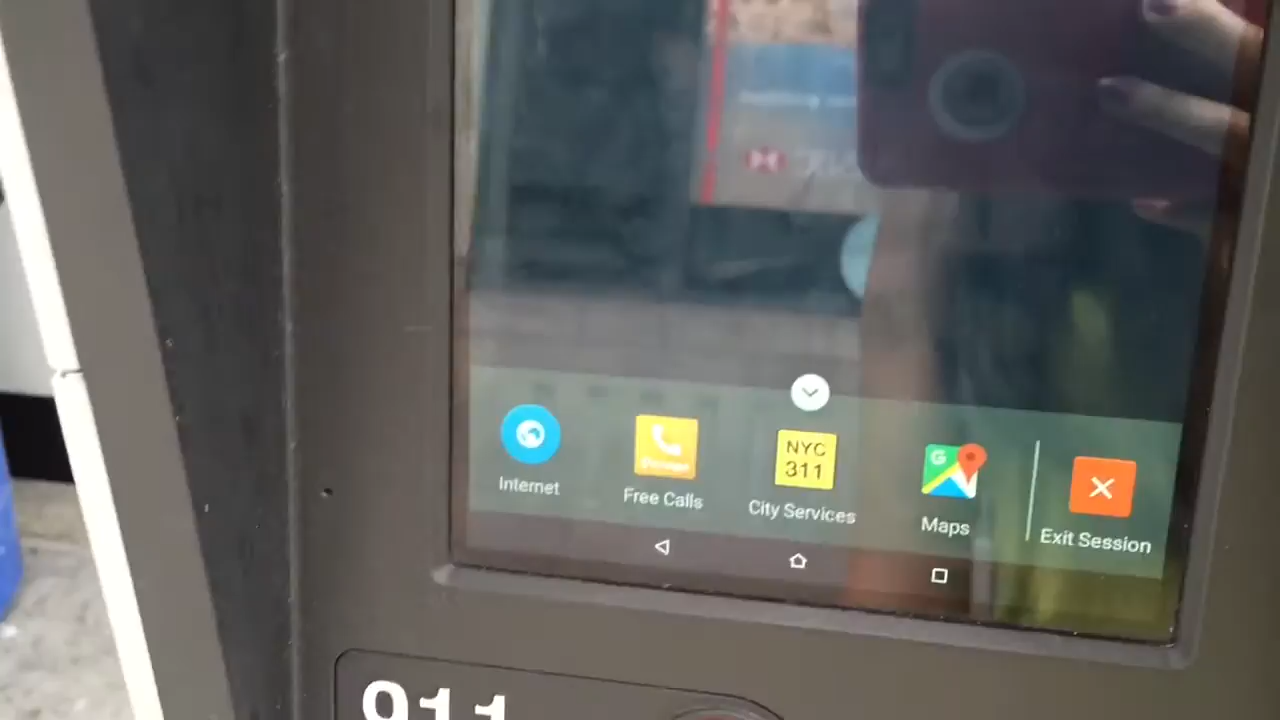 Internet
Free Calls
NYC
311
City Services
G
Maps
Exit Session
911